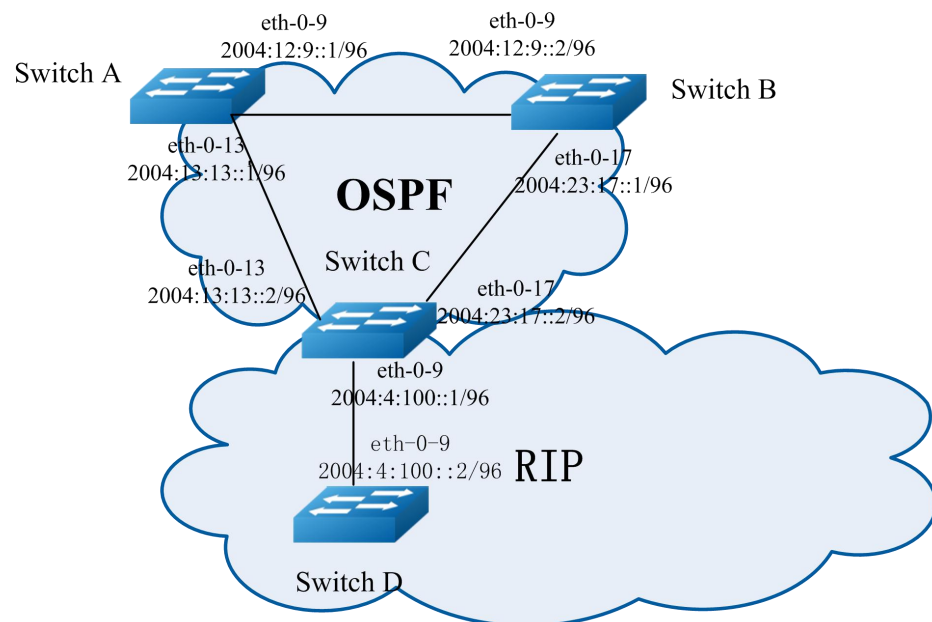 eth-0-9
2004:12:9::1/96
eth-0-9
2004:12:9::2/96
Switch A
Switch B
eth-0-13
2004:13:13::1/96
eth-0-17
2004:23:17::1/96
OSPF
Switch C
eth-0-13
2004:13:13::2/96
eth-0-17
2004:23:17::2/96
eth-0-9
2004:4:100::1/96
eth-0-9
2004:4:100::2/96
RIP
Switch D